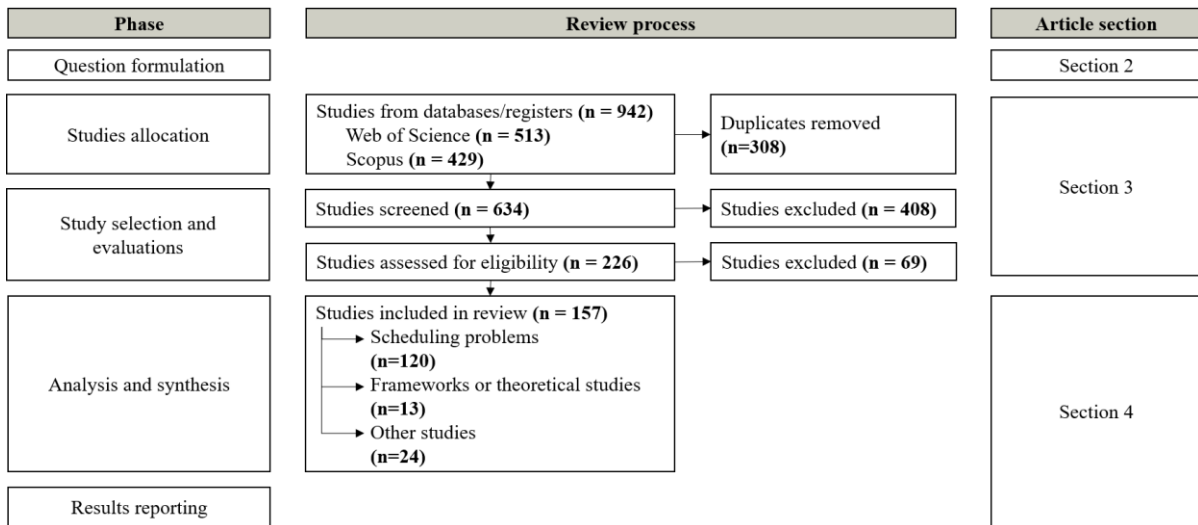 Phase
Review process
Article section
Question formulation
Section 2
Studies allocation
Studies from databases/registers (n = 942)
Web of Science (n = 513)
Scopus (n = 429)
Duplicates removed
(n=308)
Section 3
Study selection and
evaluations
Studies screened (n = 634)
Studies excluded (n = 408)
Studies assessed for eligibility (n = 226)
Studies excluded (n = 69)
Analysis and synthesis
Studies included in review (n = 157)
Scheduling problems
(n=120)
Frameworks or theoretical studies
(n=13)
Other studies
(n=24)
Section 4
Results reporting